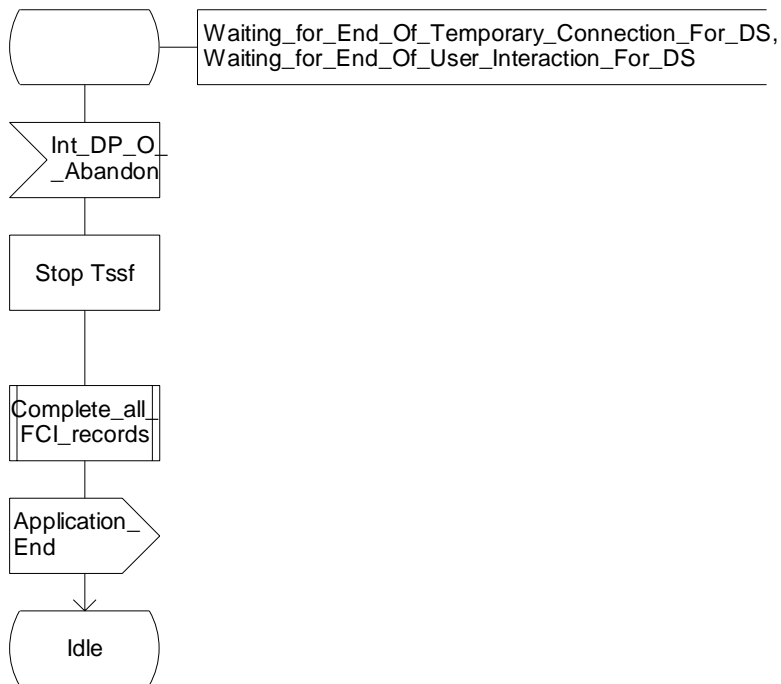 Waiting_for_End_Of_Temporary_Connection_For_DS,
Waiting_for_End_Of_User_Interaction_For_DS
Int_DP_O_
_Abandon
Stop Tssf
Complete_all_
FCI_records
Application_
End
Idle